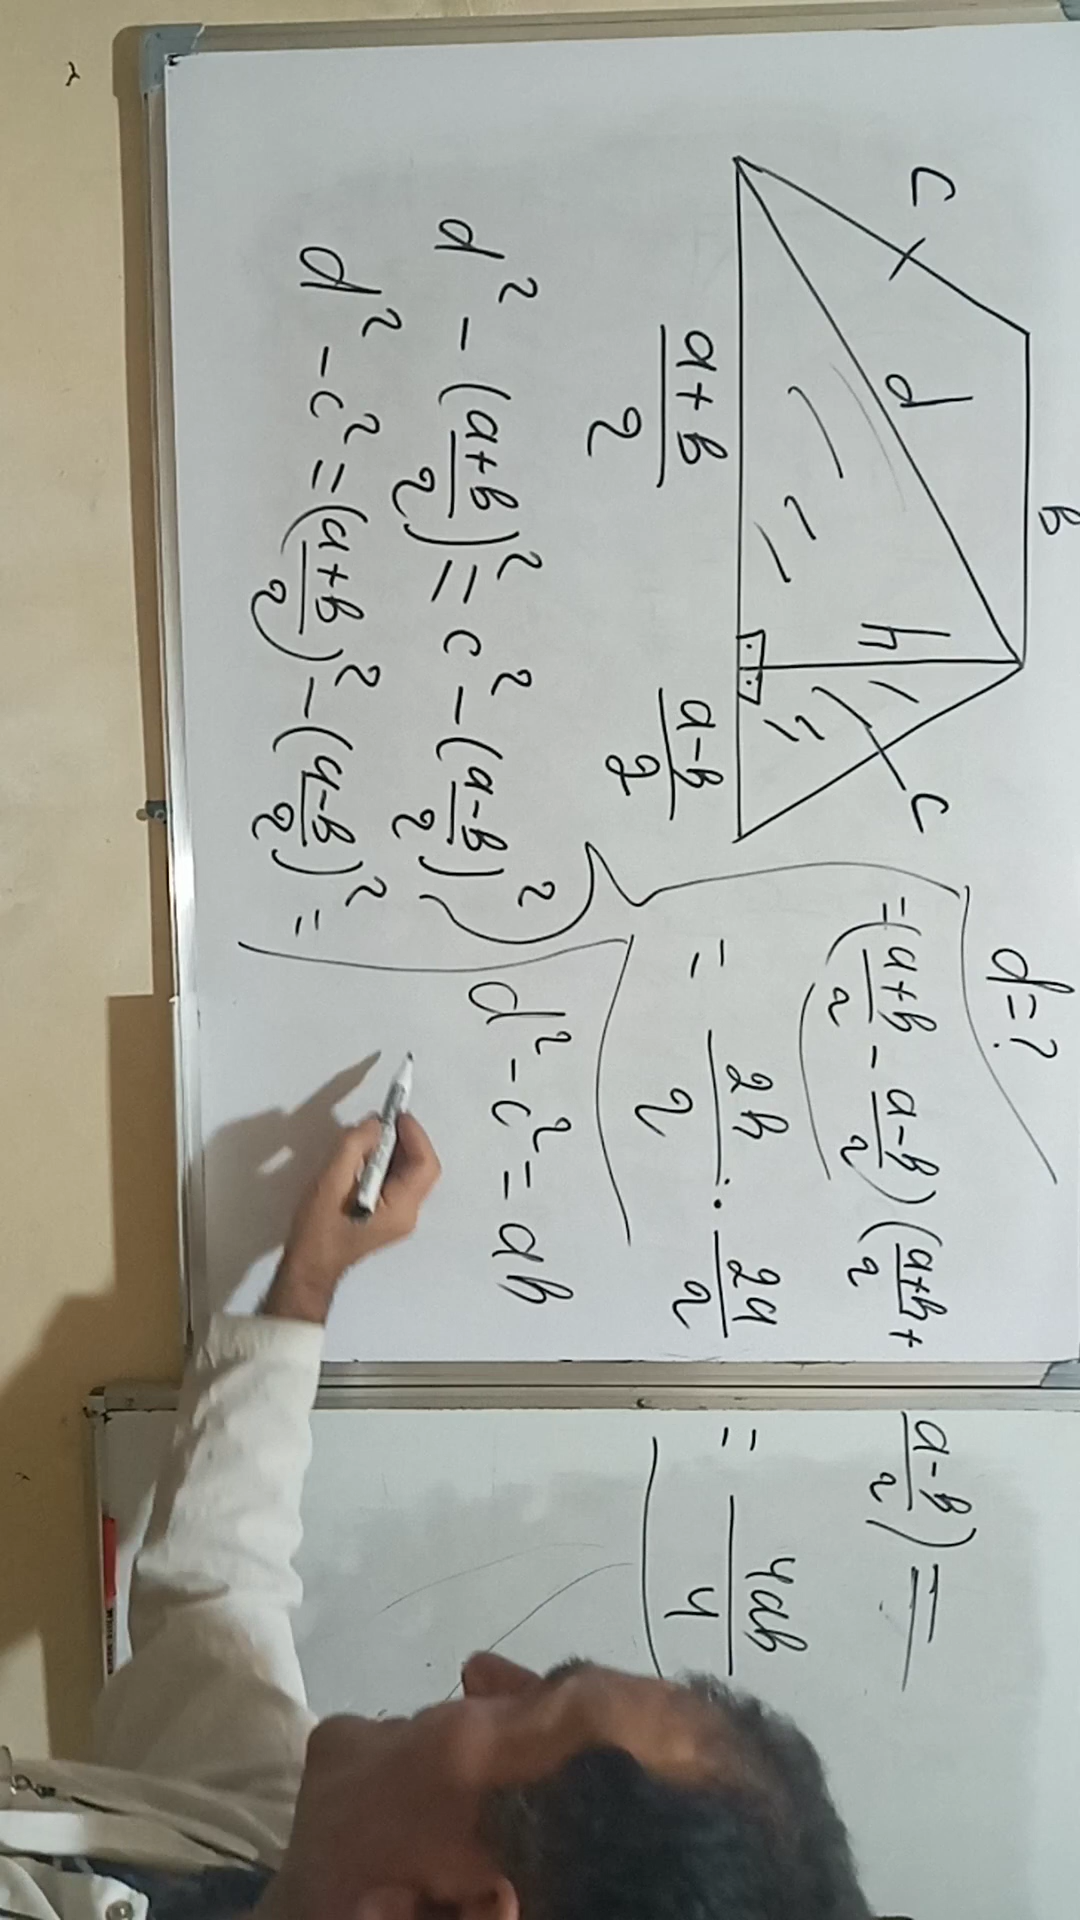 b
c d h c
a+b/2 a-b/2
d=?
d² - (a+b/2)² = c² - (a-b/2)²
d² - c² = (a+b/2)² - (a-b/2)² =
= (a+b/2 - a-b/2)(a+b/2 + a-b/2) =
= 2b/2 · 2a/2 = 4ab/4
d² - c² = ab